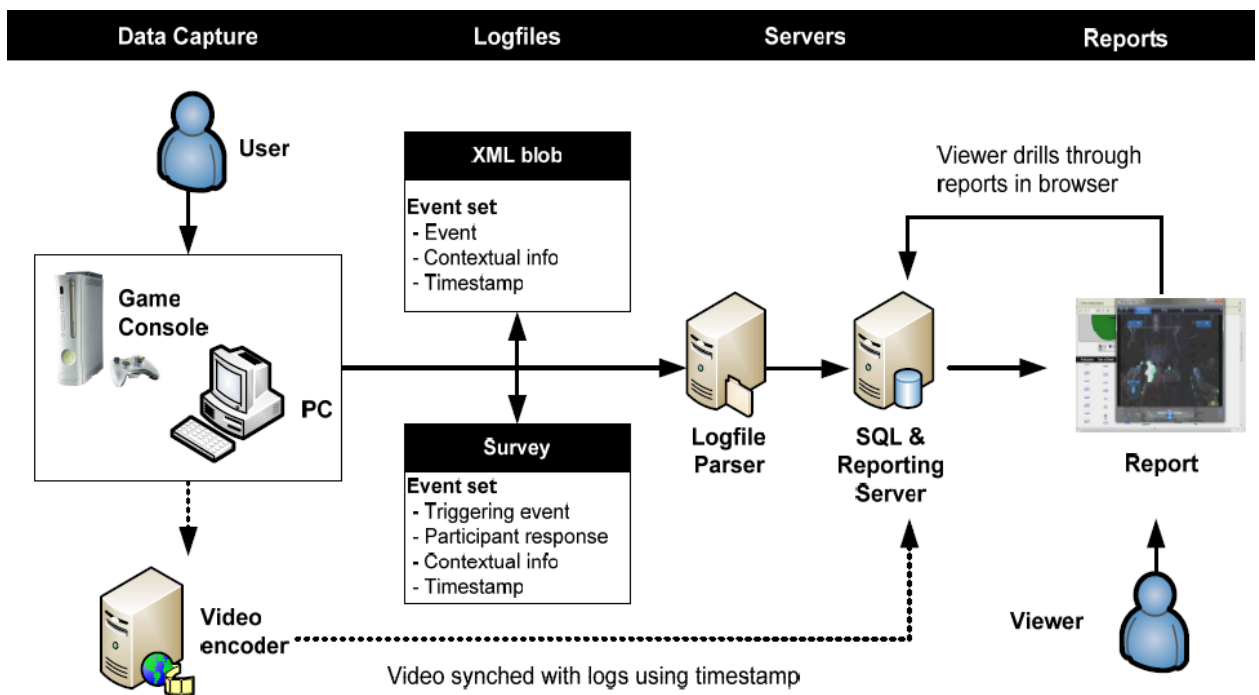 Data Capture
Logfiles
Servers
Reports
User
XML blob
Event set
- Event
- Contextual info
- Timestamp
Viewer drills through
reports in browser
Game
Console
PC
Logfile
Parser
SQL &
Reporting
Server
Report
Survey
Event set
- Triggering event
- Participant response
- Contextual info
- Timestamp
Video
encoder
Viewer
Video synched with logs using timestamp